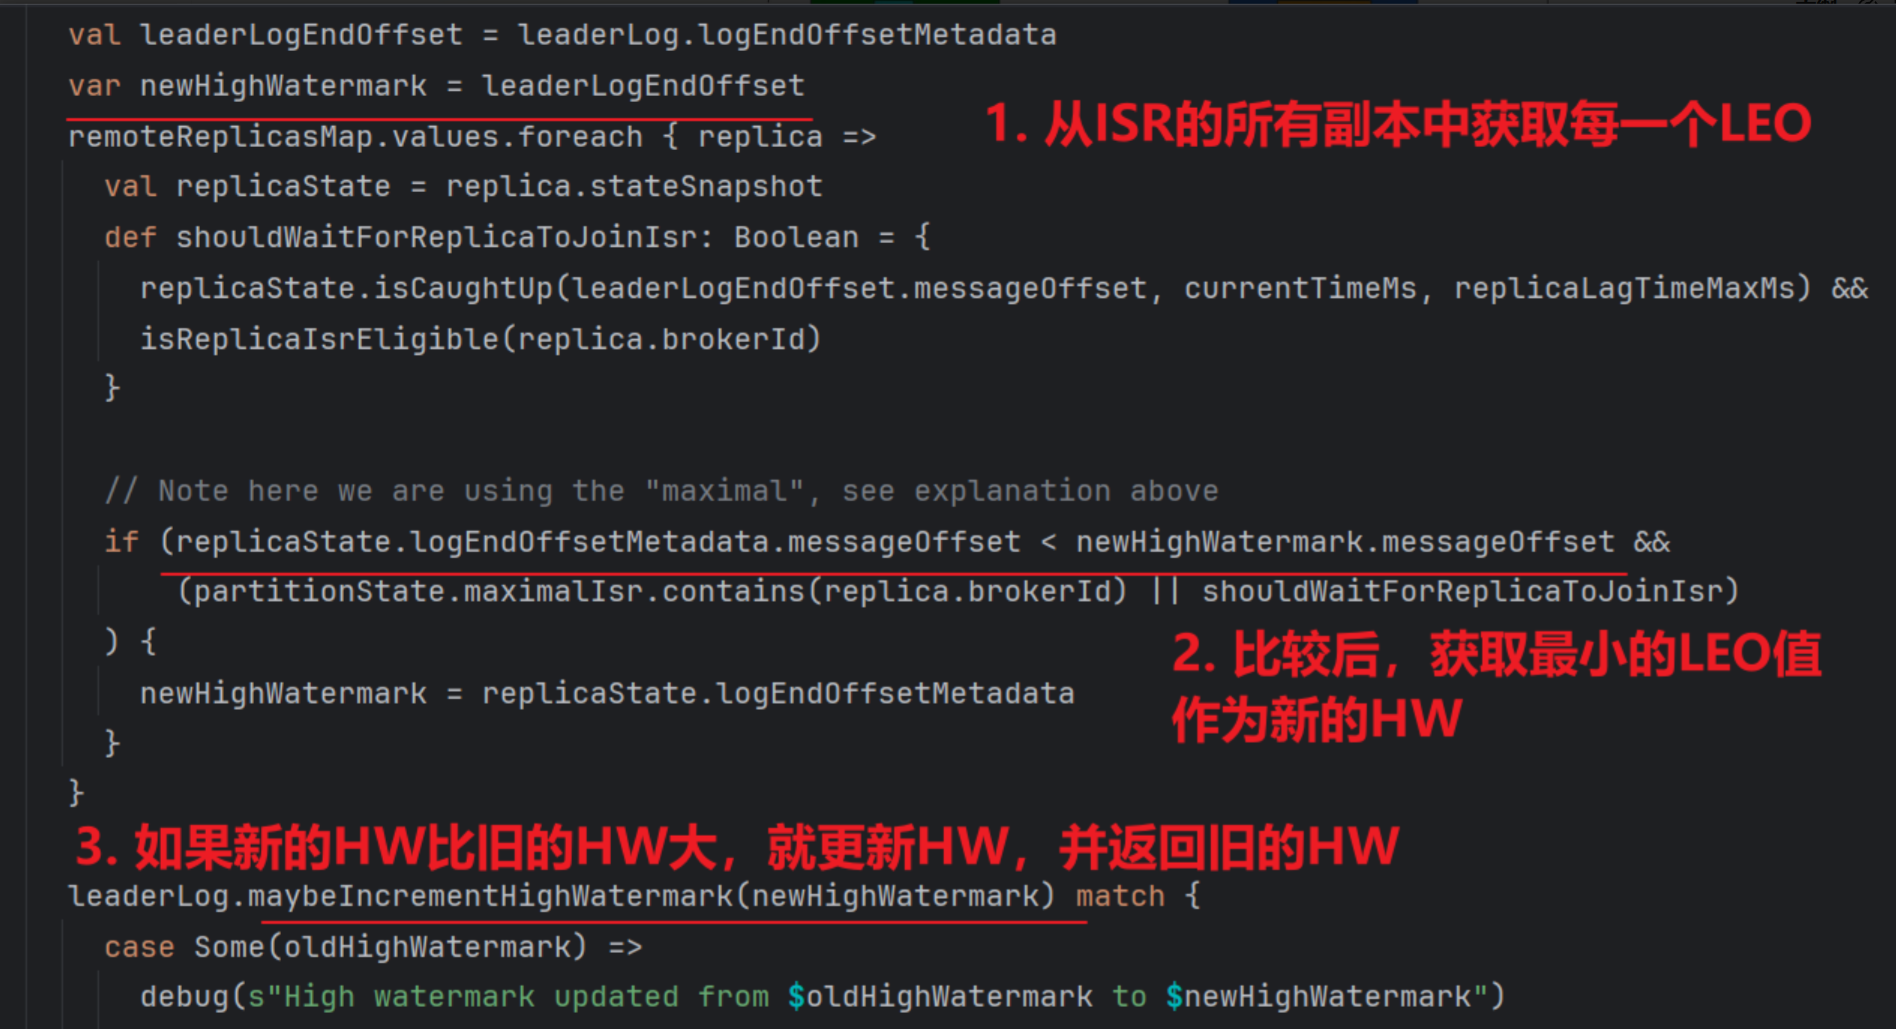 val leaderLogEndOffset = leaderLog.logEndOffsetMetadata
var newHighWatermark = leaderLogEndOffset
1. 从ISR的所有副本中获取每一个LEO
remoteReplicasMap.values.foreach { replica =>
val replicaState = replica.stateSnapshot
def shouldWaitForReplicaToJoinIsr: Boolean = {
replicaState.isCaughtUp(leaderLogEndOffset.messageOffset, currentTimeMs, replicaLagTimeMaxMs) &&
isReplicaIsrEligible(replica.brokerId)
}
// Note here we are using the "maximal", see explanation above
if (replicaState.logEndOffsetMetadata.messageOffset < newHighWatermark.messageOffset &&
(partitionState.maximalIsr.contains(replica.brokerId) || shouldWaitForReplicaToJoinIsr)
) {
2. 比较后，获取最小的LEO值
作为新的HW
newHighWatermark = replicaState.logEndOffsetMetadata
}
}
3. 如果新的HW比旧的HW大，就更新HW，并返回旧的HW
leaderLog.maybeIncrementHighWatermark(newHighWatermark) match {
case Some(oldHighWatermark) =>
debug(s"High watermark updated from $oldHighWatermark to $newHighWatermark")